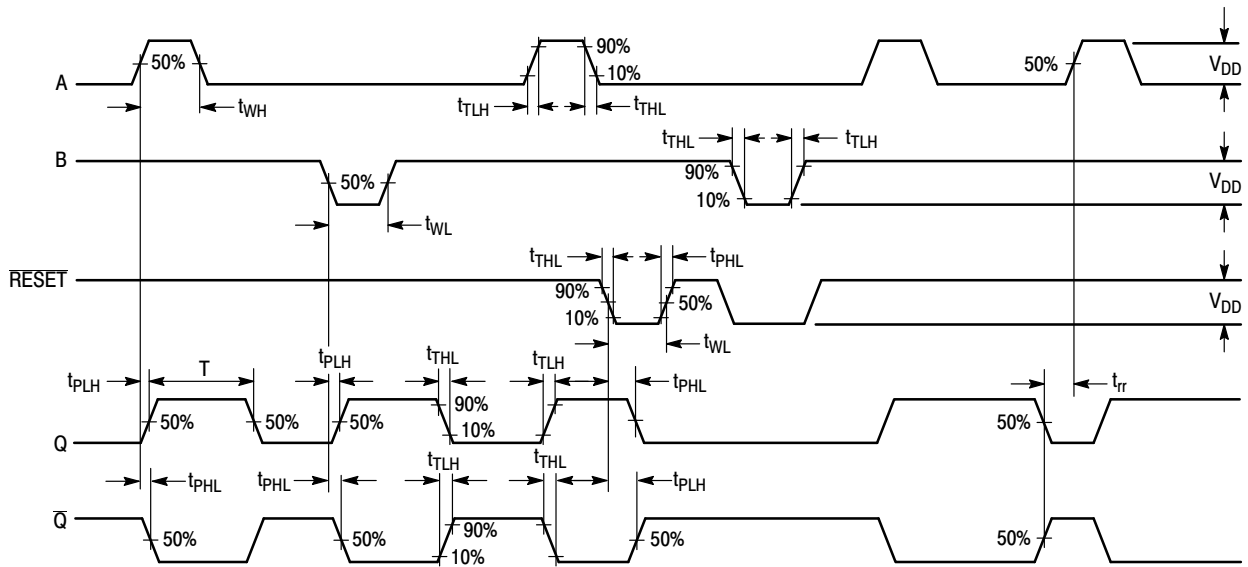 50%
90%
50%
A
10%
V_DD
t_WH
t_TLH
t_THL
t_THL
t_TLH
B
50%
90%
V_DD
10%
t_WL
t_THL
t_PHL
RESET
90%
50%
V_DD
10%
t_PLH
t_THL
t_TLH
t_WL
t_PLH
T
t_PHL
t_rr
90%
50%
50%
50%
50%
Q
10%
t_TLH
t_THL
t_PHL
t_PHL
t_PLH
Q
50%
50%
90%
50%
50%
10%